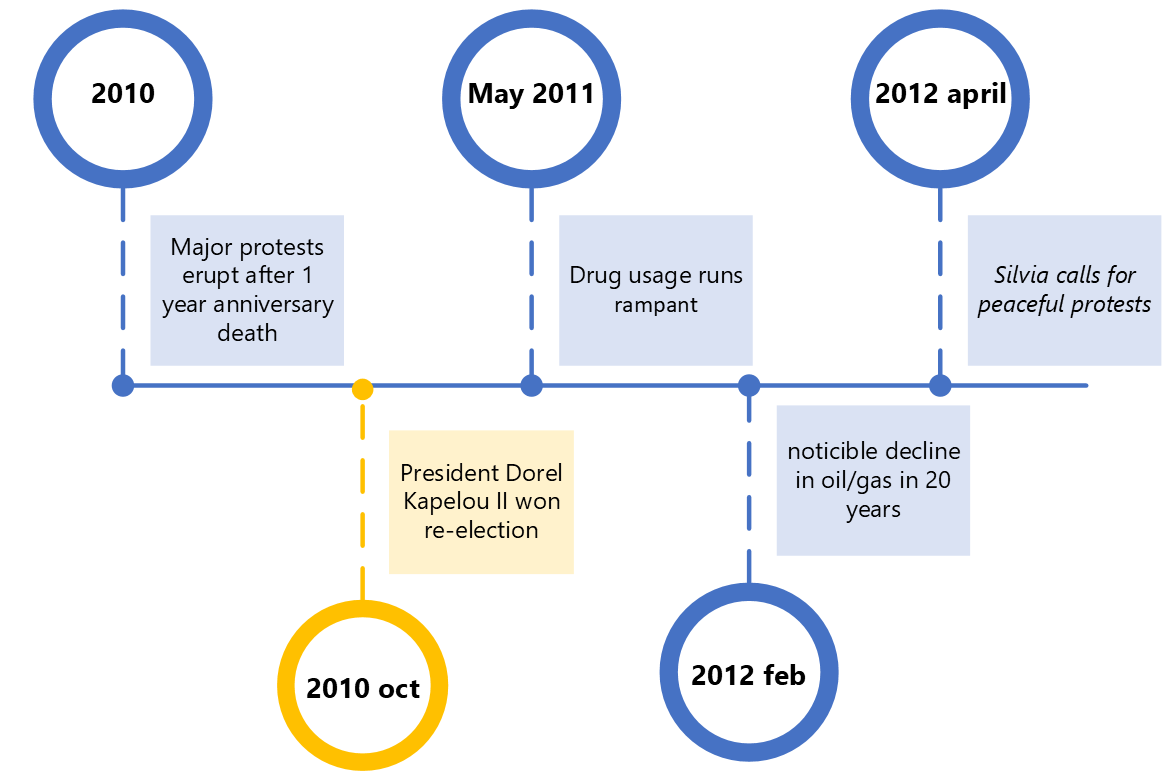 2010
May 2011
2012 april
Major protests
erupt after 1
year anniversary
death
Drug usage runs
rampant
Silvia calls for
peaceful protests
President Dorel
Kapelou II won
re-election
noticible decline
in oil/gas in 20
years
2010 oct
2012 feb